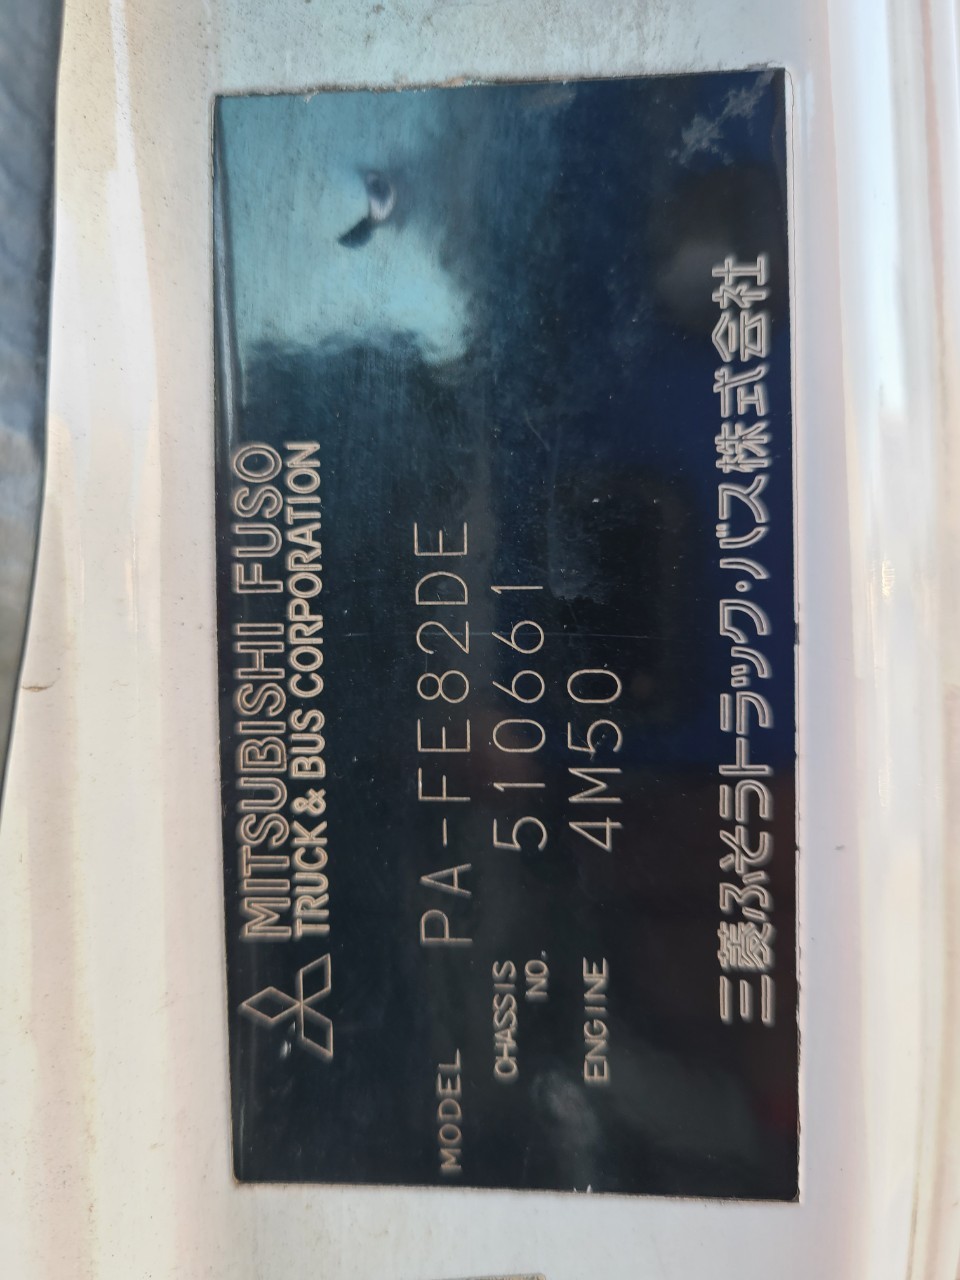 MITSUBISHI FUSO
TRUCK & BUS CORPORATION
MODEL PA-FE82DE
CHASSIS NO. 510661
ENGINE 4M50
三菱ふそうトラック・バス株式会社